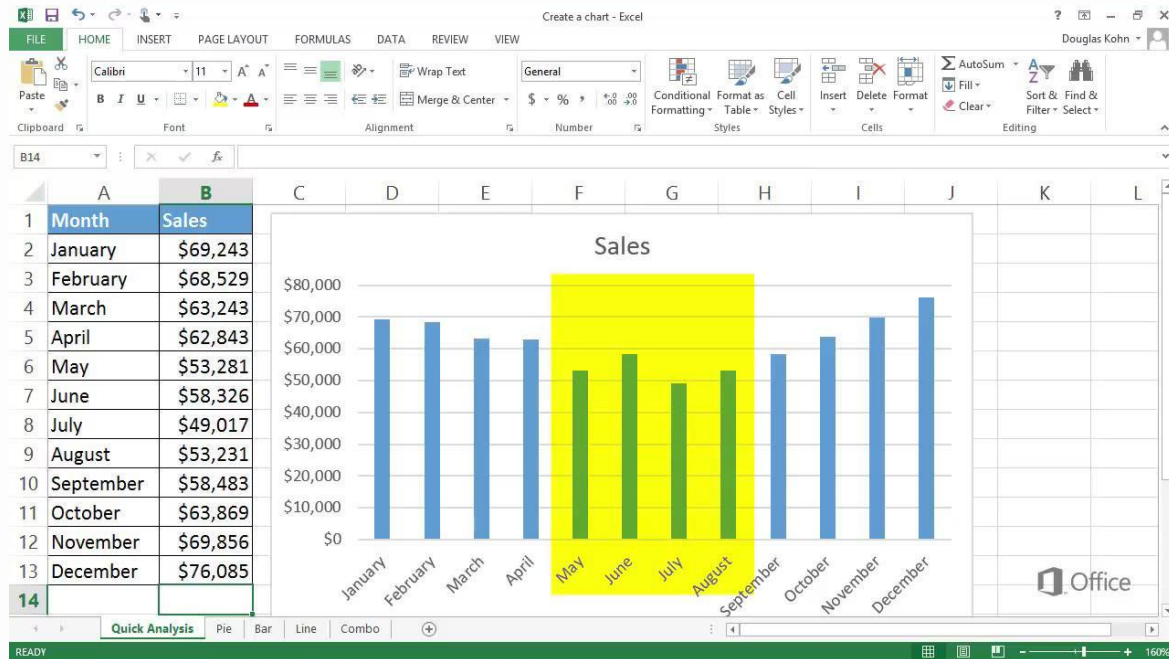 Create a chart - Excel
?
Douglas Kohn
FILE HOME INSERT PAGE LAYOUT FORMULAS DATA REVIEW VIEW
Paste
Calibri 11 A A
Wrap Text
General
B I U A
Merge & Center
$ % , .0 .00 .00 .0
Conditional Formatting
Format as Table
Cell Styles
Insert Delete Format
AutoSum
Fill
Clear
Sort & Filter
Find & Select
Clipboard Font Alignment Number Styles Cells Editing
B14 fx
A B C D E F G H I J K L
1 Month Sales
2 January $69,243
3 February $68,529
4 March $63,243
5 April $62,843
6 May $53,281
7 June $58,326
8 July $49,017
9 August $53,231
10 September $58,483
11 October $63,869
12 November $69,856
13 December $76,085
14
Sales
$80,000
$70,000
$60,000
$50,000
$40,000
$30,000
$20,000
$10,000
$0
January February March April May June July August September October November December
Office
Quick Analysis Pie Bar Line Combo
READY
160%